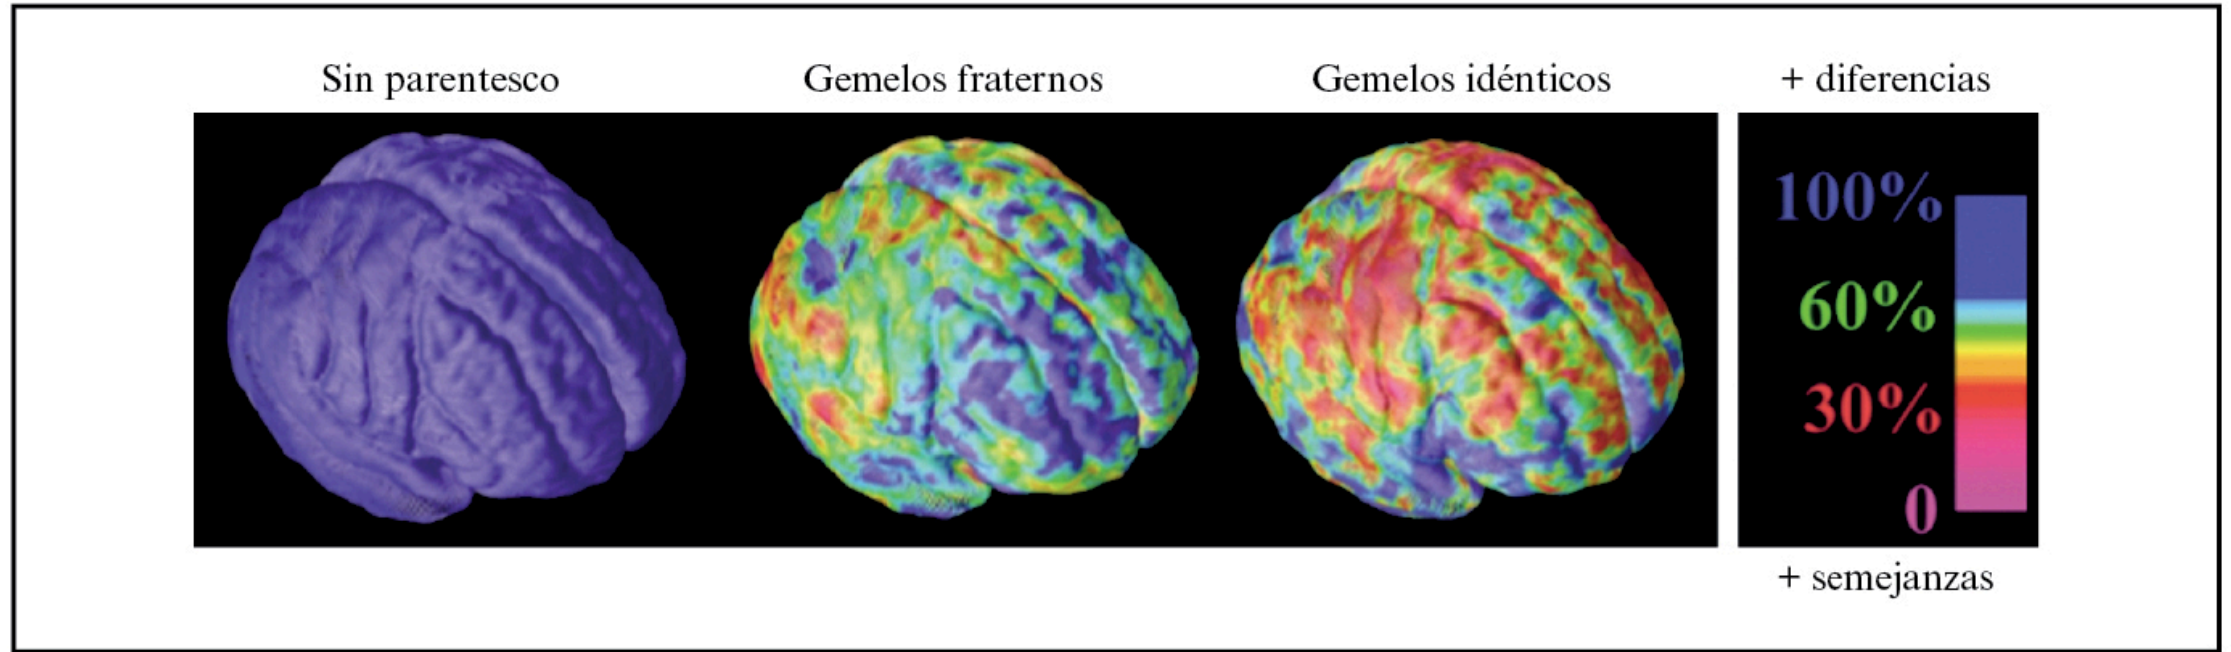 Sin parentesco
Gemelos fraternos
Gemelos idénticos
+ diferencias
100%
60%
30%
0
+ semejanzas